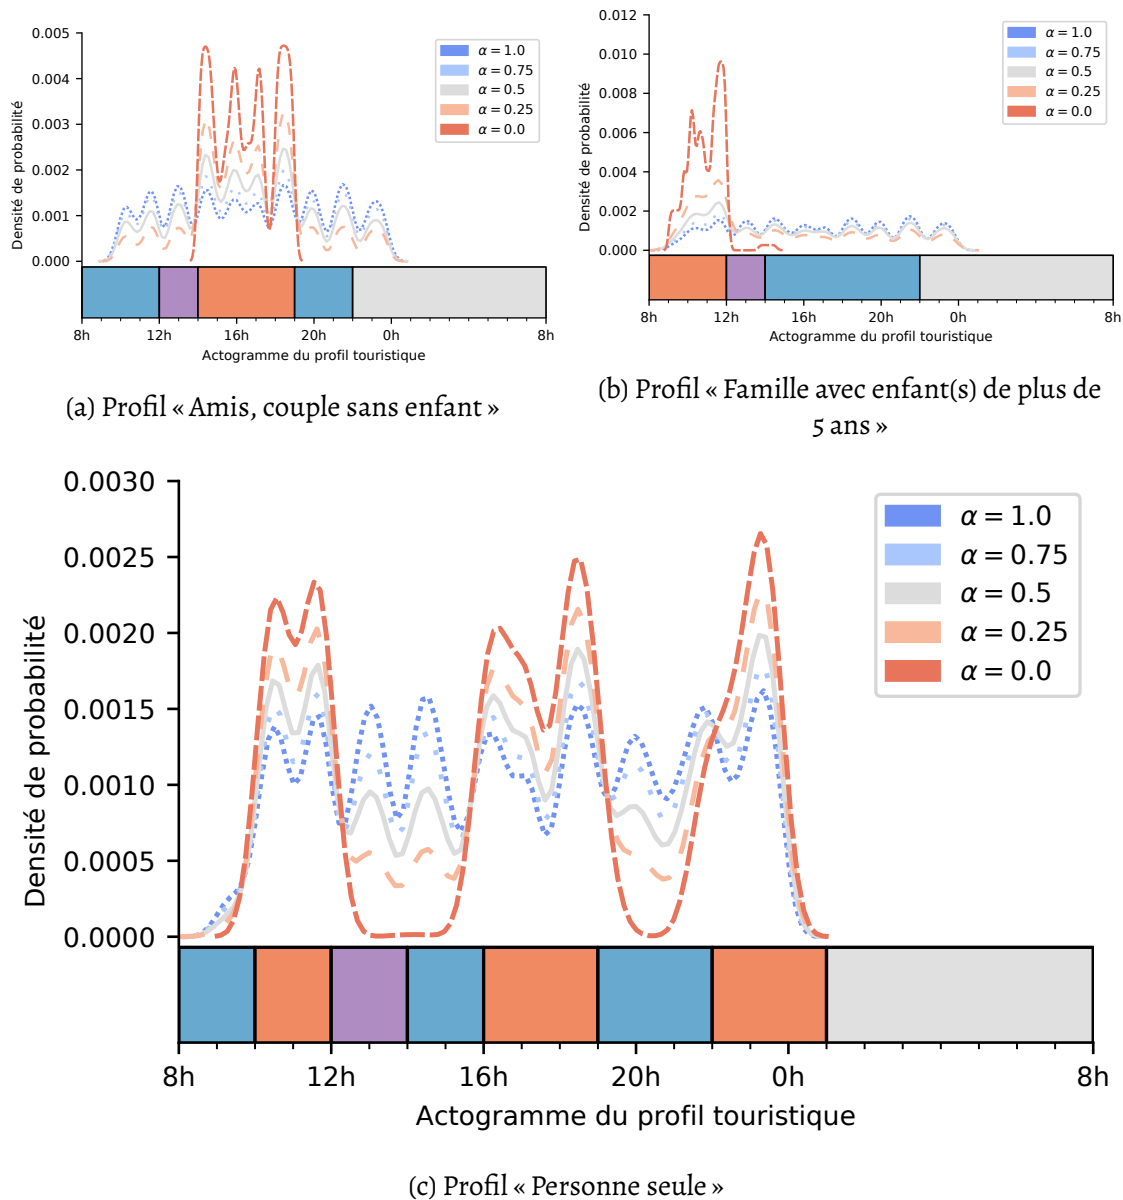 0.005
0.004
0.003
0.002
0.001
0.000
Densité de probabilité
α = 1.0
α = 0.75
α = 0.5
α = 0.25
α = 0.0
8h 12h 16h 20h 0h 8h
Actogramme du profil touristique
(a) Profil « Amis, couple sans enfant »
0.012
0.010
0.008
0.006
0.004
0.002
0.000
Densité de probabilité
α = 1.0
α = 0.75
α = 0.5
α = 0.25
α = 0.0
8h 12h 16h 20h 0h 8h
Actogramme du profil touristique
(b) Profil « Famille avec enfant(s) de plus de
5 ans »
0.0030
0.0025
0.0020
0.0015
0.0010
0.0005
0.0000
Densité de probabilité
α = 1.0
α = 0.75
α = 0.5
α = 0.25
α = 0.0
8h 12h 16h 20h 0h 8h
Actogramme du profil touristique
(c) Profil « Personne seule »